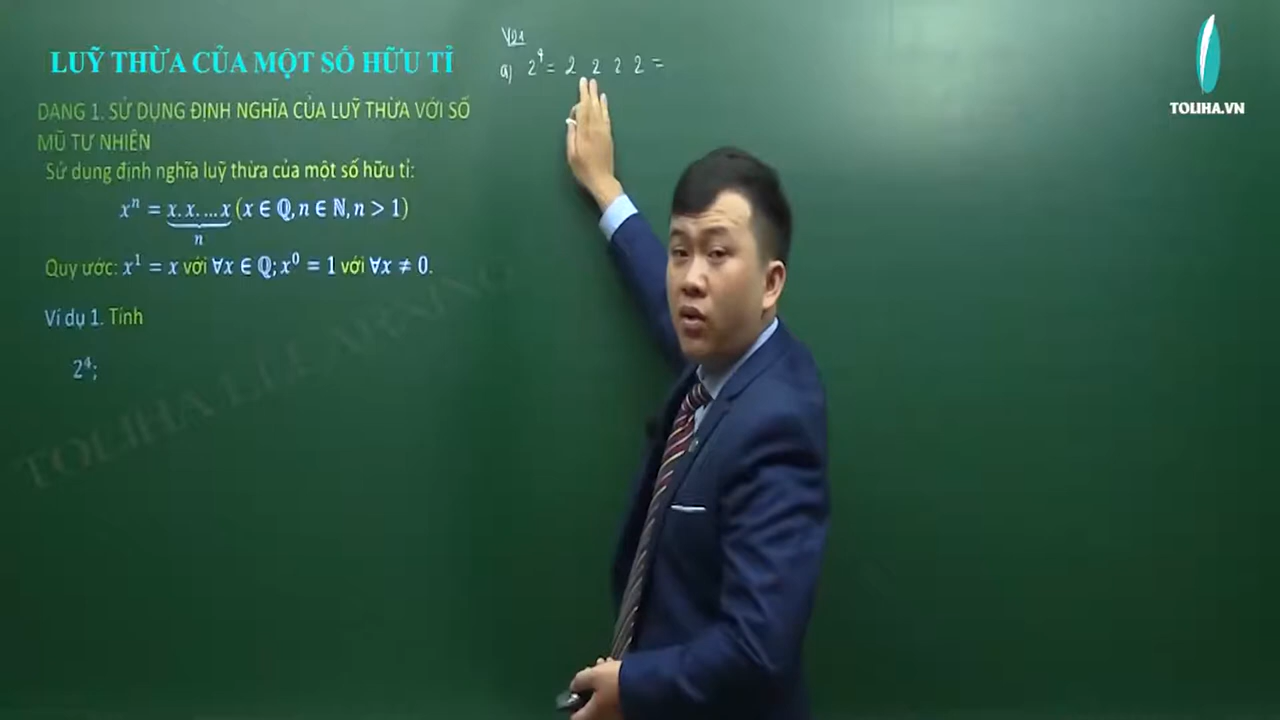 LUỸ THỪA CỦA MỘT SỐ HỮU TỈ
DẠNG 1. SỬ DỤNG ĐỊNH NGHĨA CỦA LUỸ THỪA VỚI SỐ
MŨ TỰ NHIÊN
Sử dụng định nghĩa luỹ thừa của một số hữu tỉ:
xⁿ = x. x. … x (x ∈ ℚ, n ∈ ℕ, n > 1)
n
Quy ước: x¹ = x với ∀x ∈ ℚ; x⁰ = 1 với ∀x ≠ 0.
Ví dụ 1. Tính
2⁴;
Vd1
a) 2⁴ = 2 2 2 2 =
TOLIHA.VN